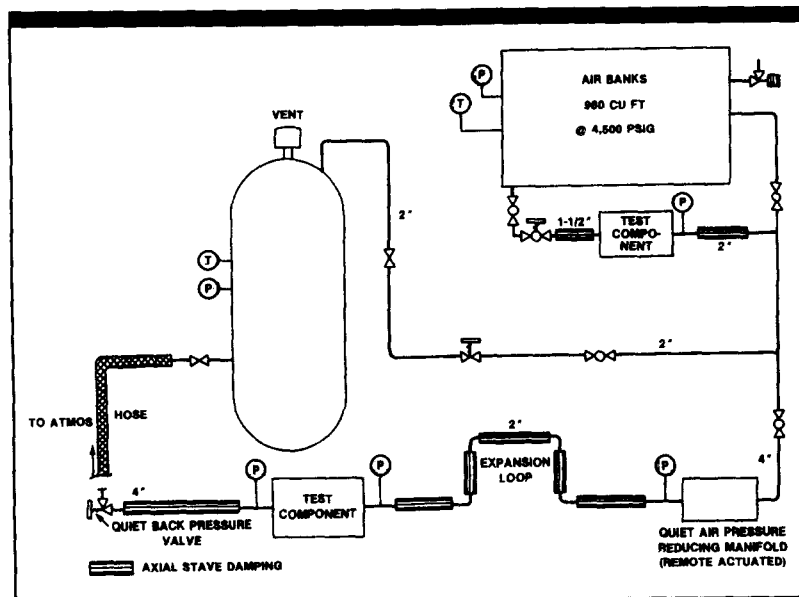 AIR BANKS
960 CU FT
@ 4,500 PSIG
P
T
VENT
2"
1-1/2"
TEST
COMPO-
NENT
P
2"
T
P
2"
TO ATMOS
HOSE
4"
QUIET BACK PRESSURE
VALVE
P
TEST
COMPONENT
P
2"
EXPANSION
LOOP
P
4"
QUIET AIR PRESSURE
REDUCING MANIFOLD
(REMOTE ACTUATED)
AXIAL STAVE DAMPING